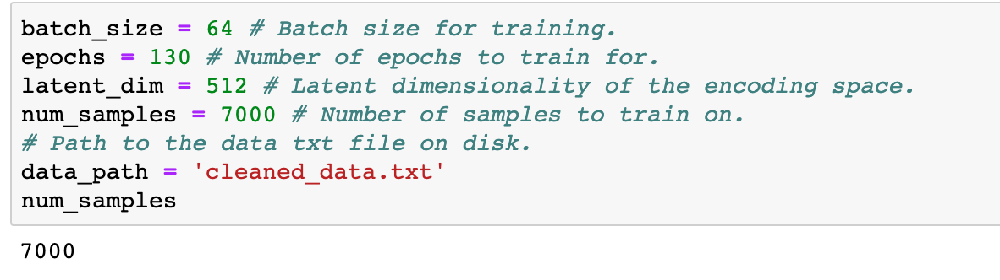 batch_size = 64 # Batch size for training.
epochs = 130 # Number of epochs to train for.
latent_dim = 512 # Latent dimensionality of the encoding space.
num_samples = 7000 # Number of samples to train on.
# Path to the data txt file on disk.
data_path = 'cleaned_data.txt'
num_samples
7000